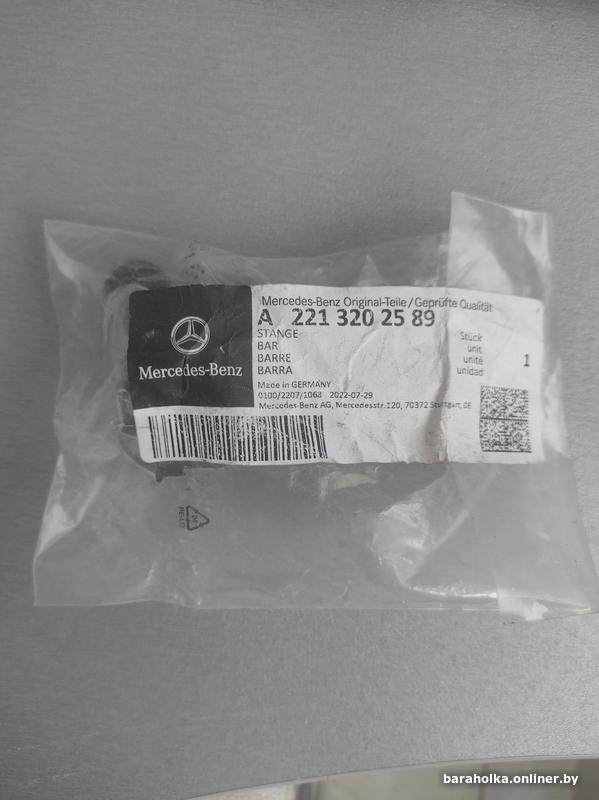 Mercedes-Benz Original-Teile/Geprüfte Qualität
A 221 320 25 89
STANGE
BAR
BARRE
BARRA
Stück
unit
unité
unidad
1
Mercedes-Benz
Made in GERMANY
0100/2207/1068 2022-07-29
Mercedes-Benz AG, Mercedesstr.120, 70372 Stuttgart, DE
baraholka.onliner.by